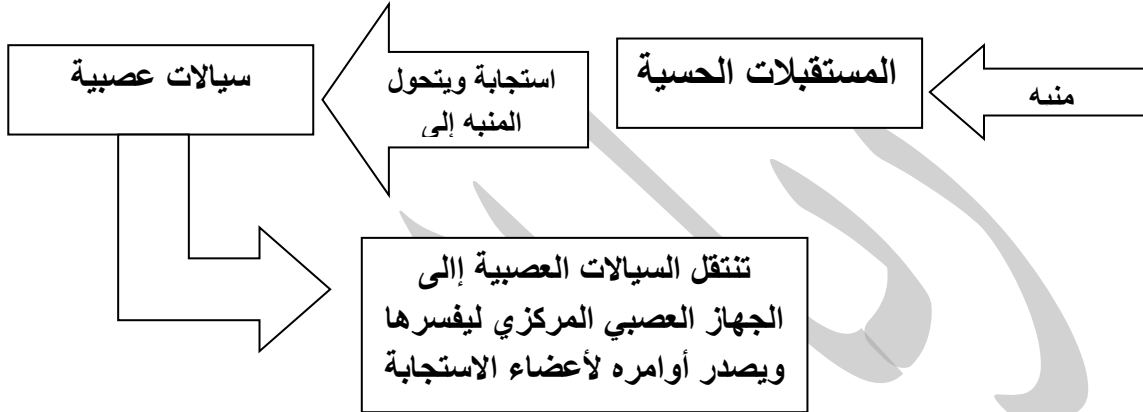 منبه
المستقبلات الحسية
استجابة ويتحول
المنبه إلى
سيالات عصبية
تنتقل السيالات العصبية إالى
الجهاز العصبي المركزي ليفسرها
ويصدر أوامره لأعضاء الاستجابة